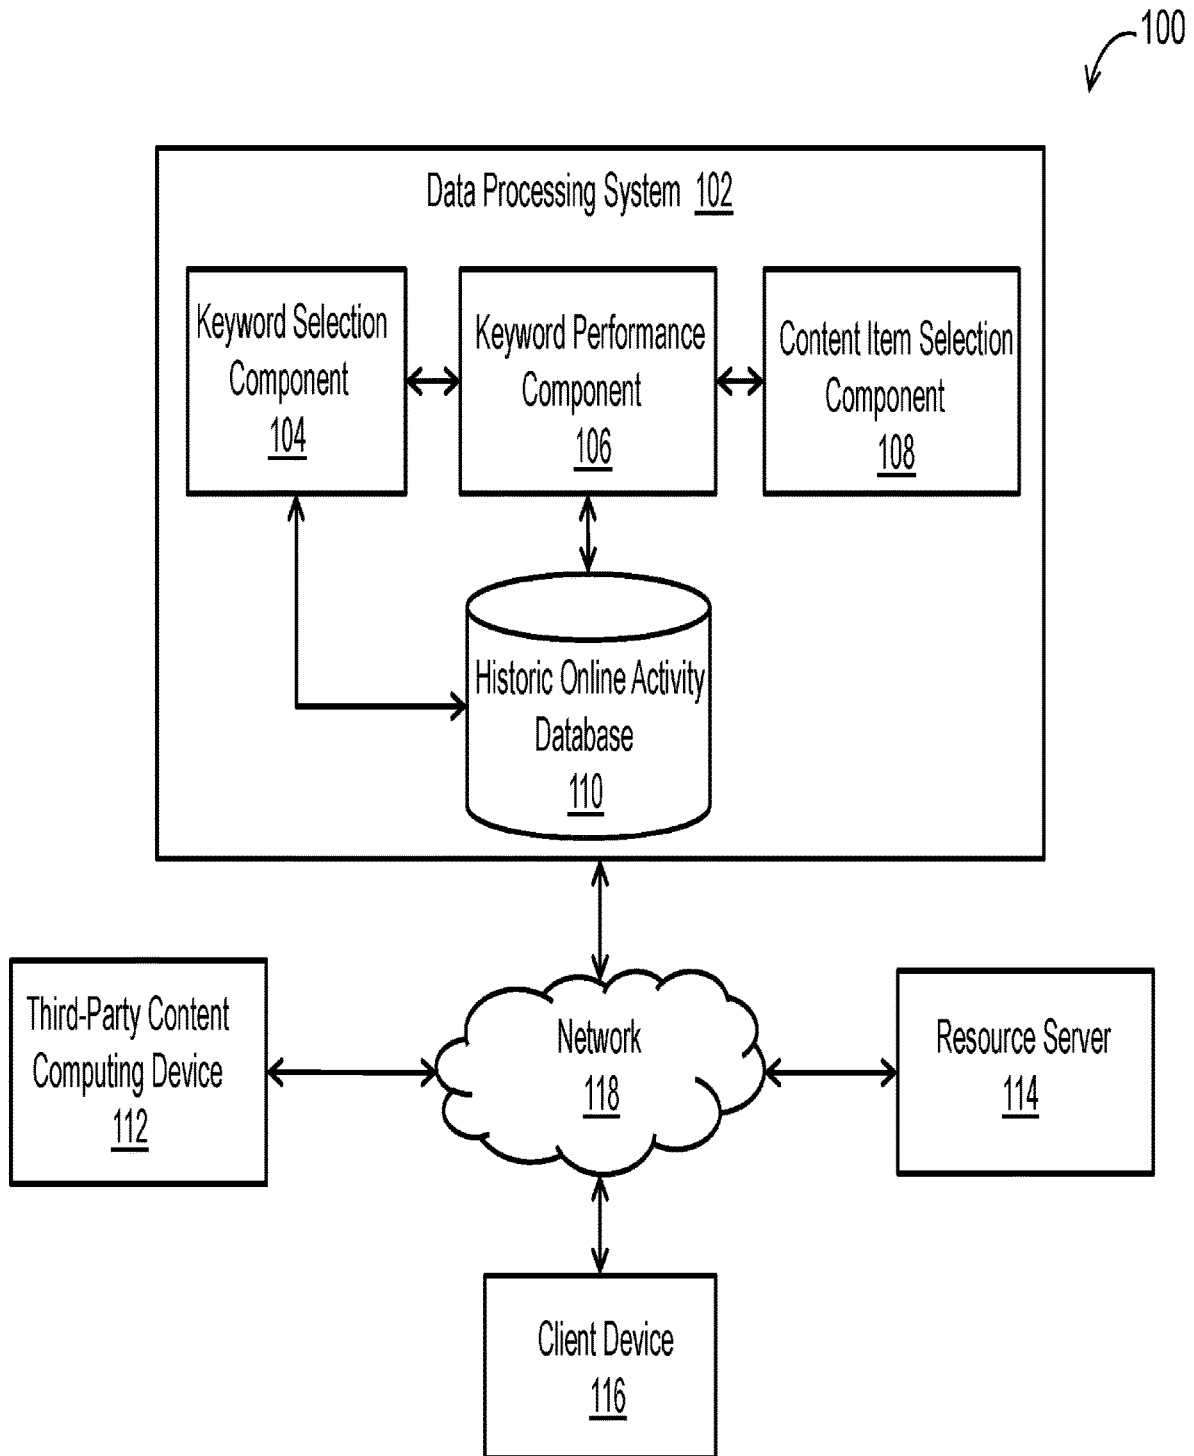 100
Data Processing System 102
Keyword Selection
Component
104
Keyword Performance
Component
106
Content Item Selection
Component
108
Historic Online Activity
Database
110
Third-Party Content
Computing Device
112
Network
118
Resource Server
114
Client Device
116